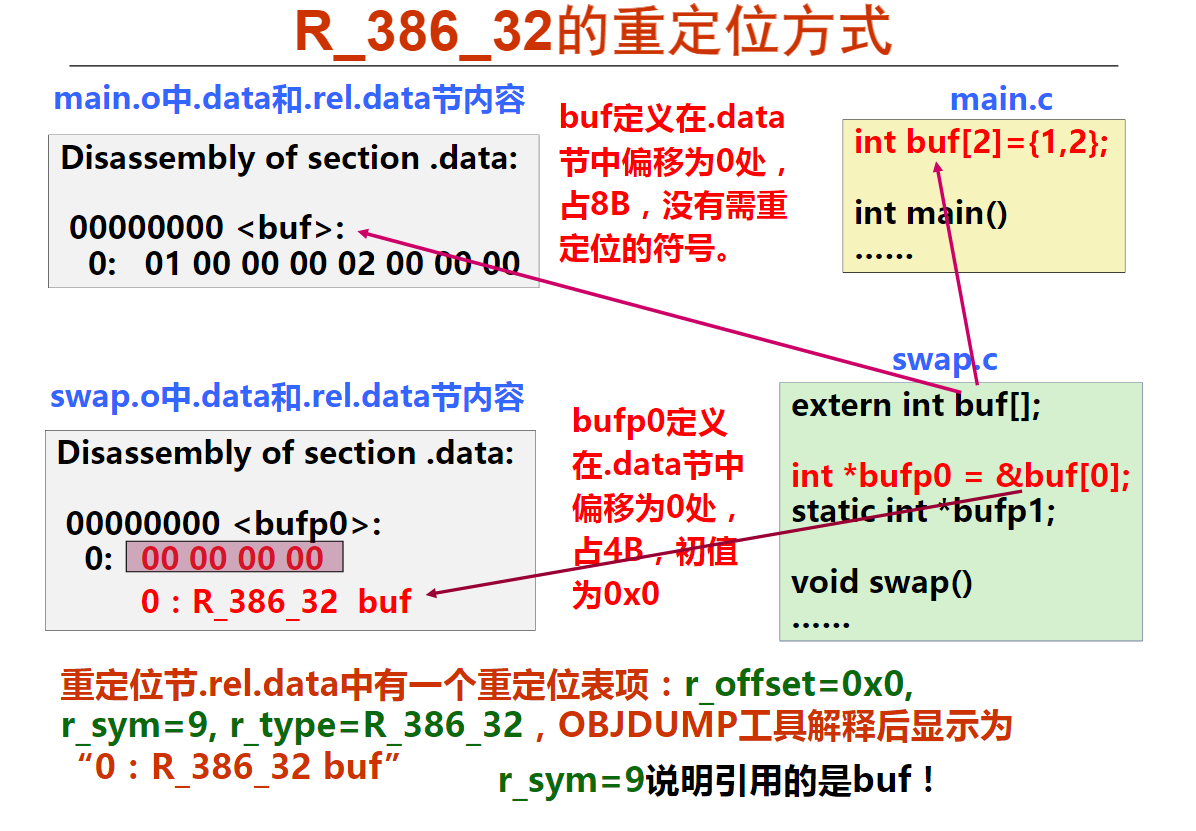 R_386_32的重定位方式
main.o中.data和.rel.data节内容
Disassembly of section .data:
00000000 <buf>:
0: 01 00 00 00 02 00 00 00
buf定义在.data
节中偏移为0处，
占8B，没有需重
定位的符号。
main.c
int buf[2]={1,2};
int main()
……
swap.o中.data和.rel.data节内容
Disassembly of section .data:
00000000 <bufp0>:
0: 00 00 00 00
0：R_386_32 buf
bufp0定义
在.data节中
偏移为0处，
占4B，初值
为0x0
swap.c
extern int buf[];
int *bufp0 = &buf[0];
static int *bufp1;
void swap()
……
重定位节.rel.data中有一个重定位表项：r_offset=0x0,
r_sym=9, r_type=R_386_32，OBJDUMP工具解释后显示为
“0：R_386_32 buf”
r_sym=9说明引用的是buf！